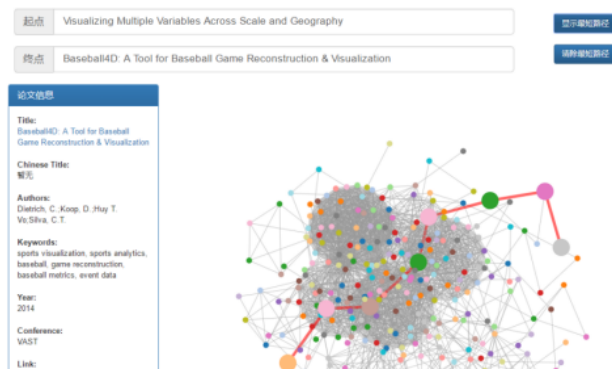 起点 Visualizing Multiple Variables Across Scale and Geography 显示最短路径
终点 Baseball4D: A Tool for Baseball Game Reconstruction & Visualization 清除最短路径
论文信息
Title:
Baseball4D: A Tool for Baseball
Game Reconstruction & Visualization
Chinese Title:
暂无
Authors:
Dietrich, C.;Koop, D.;Huy T.
Vo;Silva, C.T.
Keywords:
sports visualization, sports analytics,
baseball, game reconstruction,
baseball metrics, event data
Year:
2014
Conference:
VAST
Link: